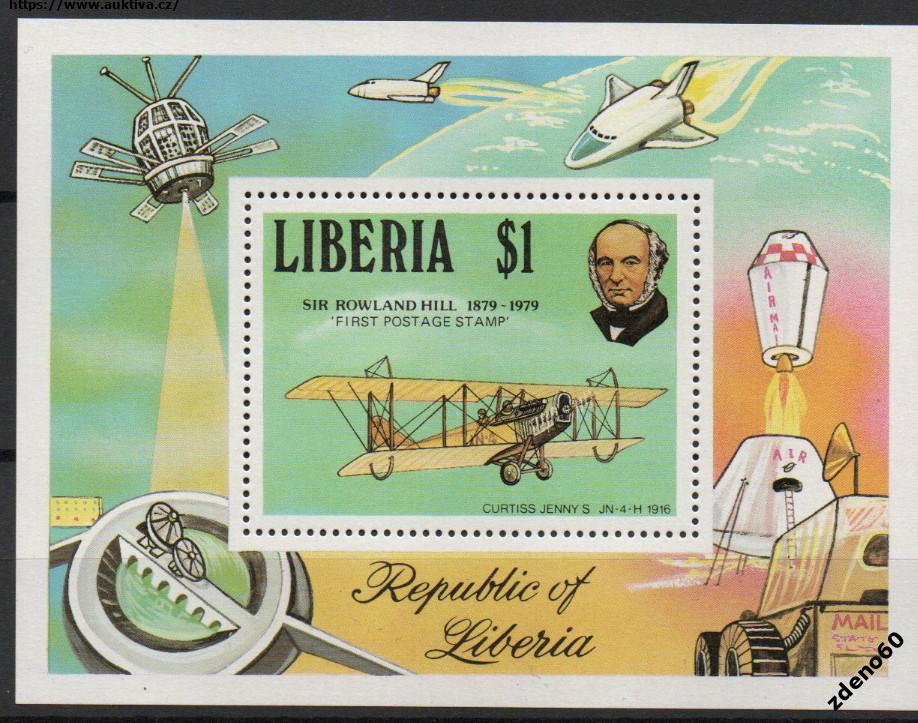 https://www.auktiva.cz/
LIBERIA $1
SIR ROWLAND HILL 1879-1979
'FIRST POSTAGE STAMP'
AIR MAIL
AIR
CURTISS JENNY S JN-4-H 1916
Republic of
Liberia
MAIL
zdeno60